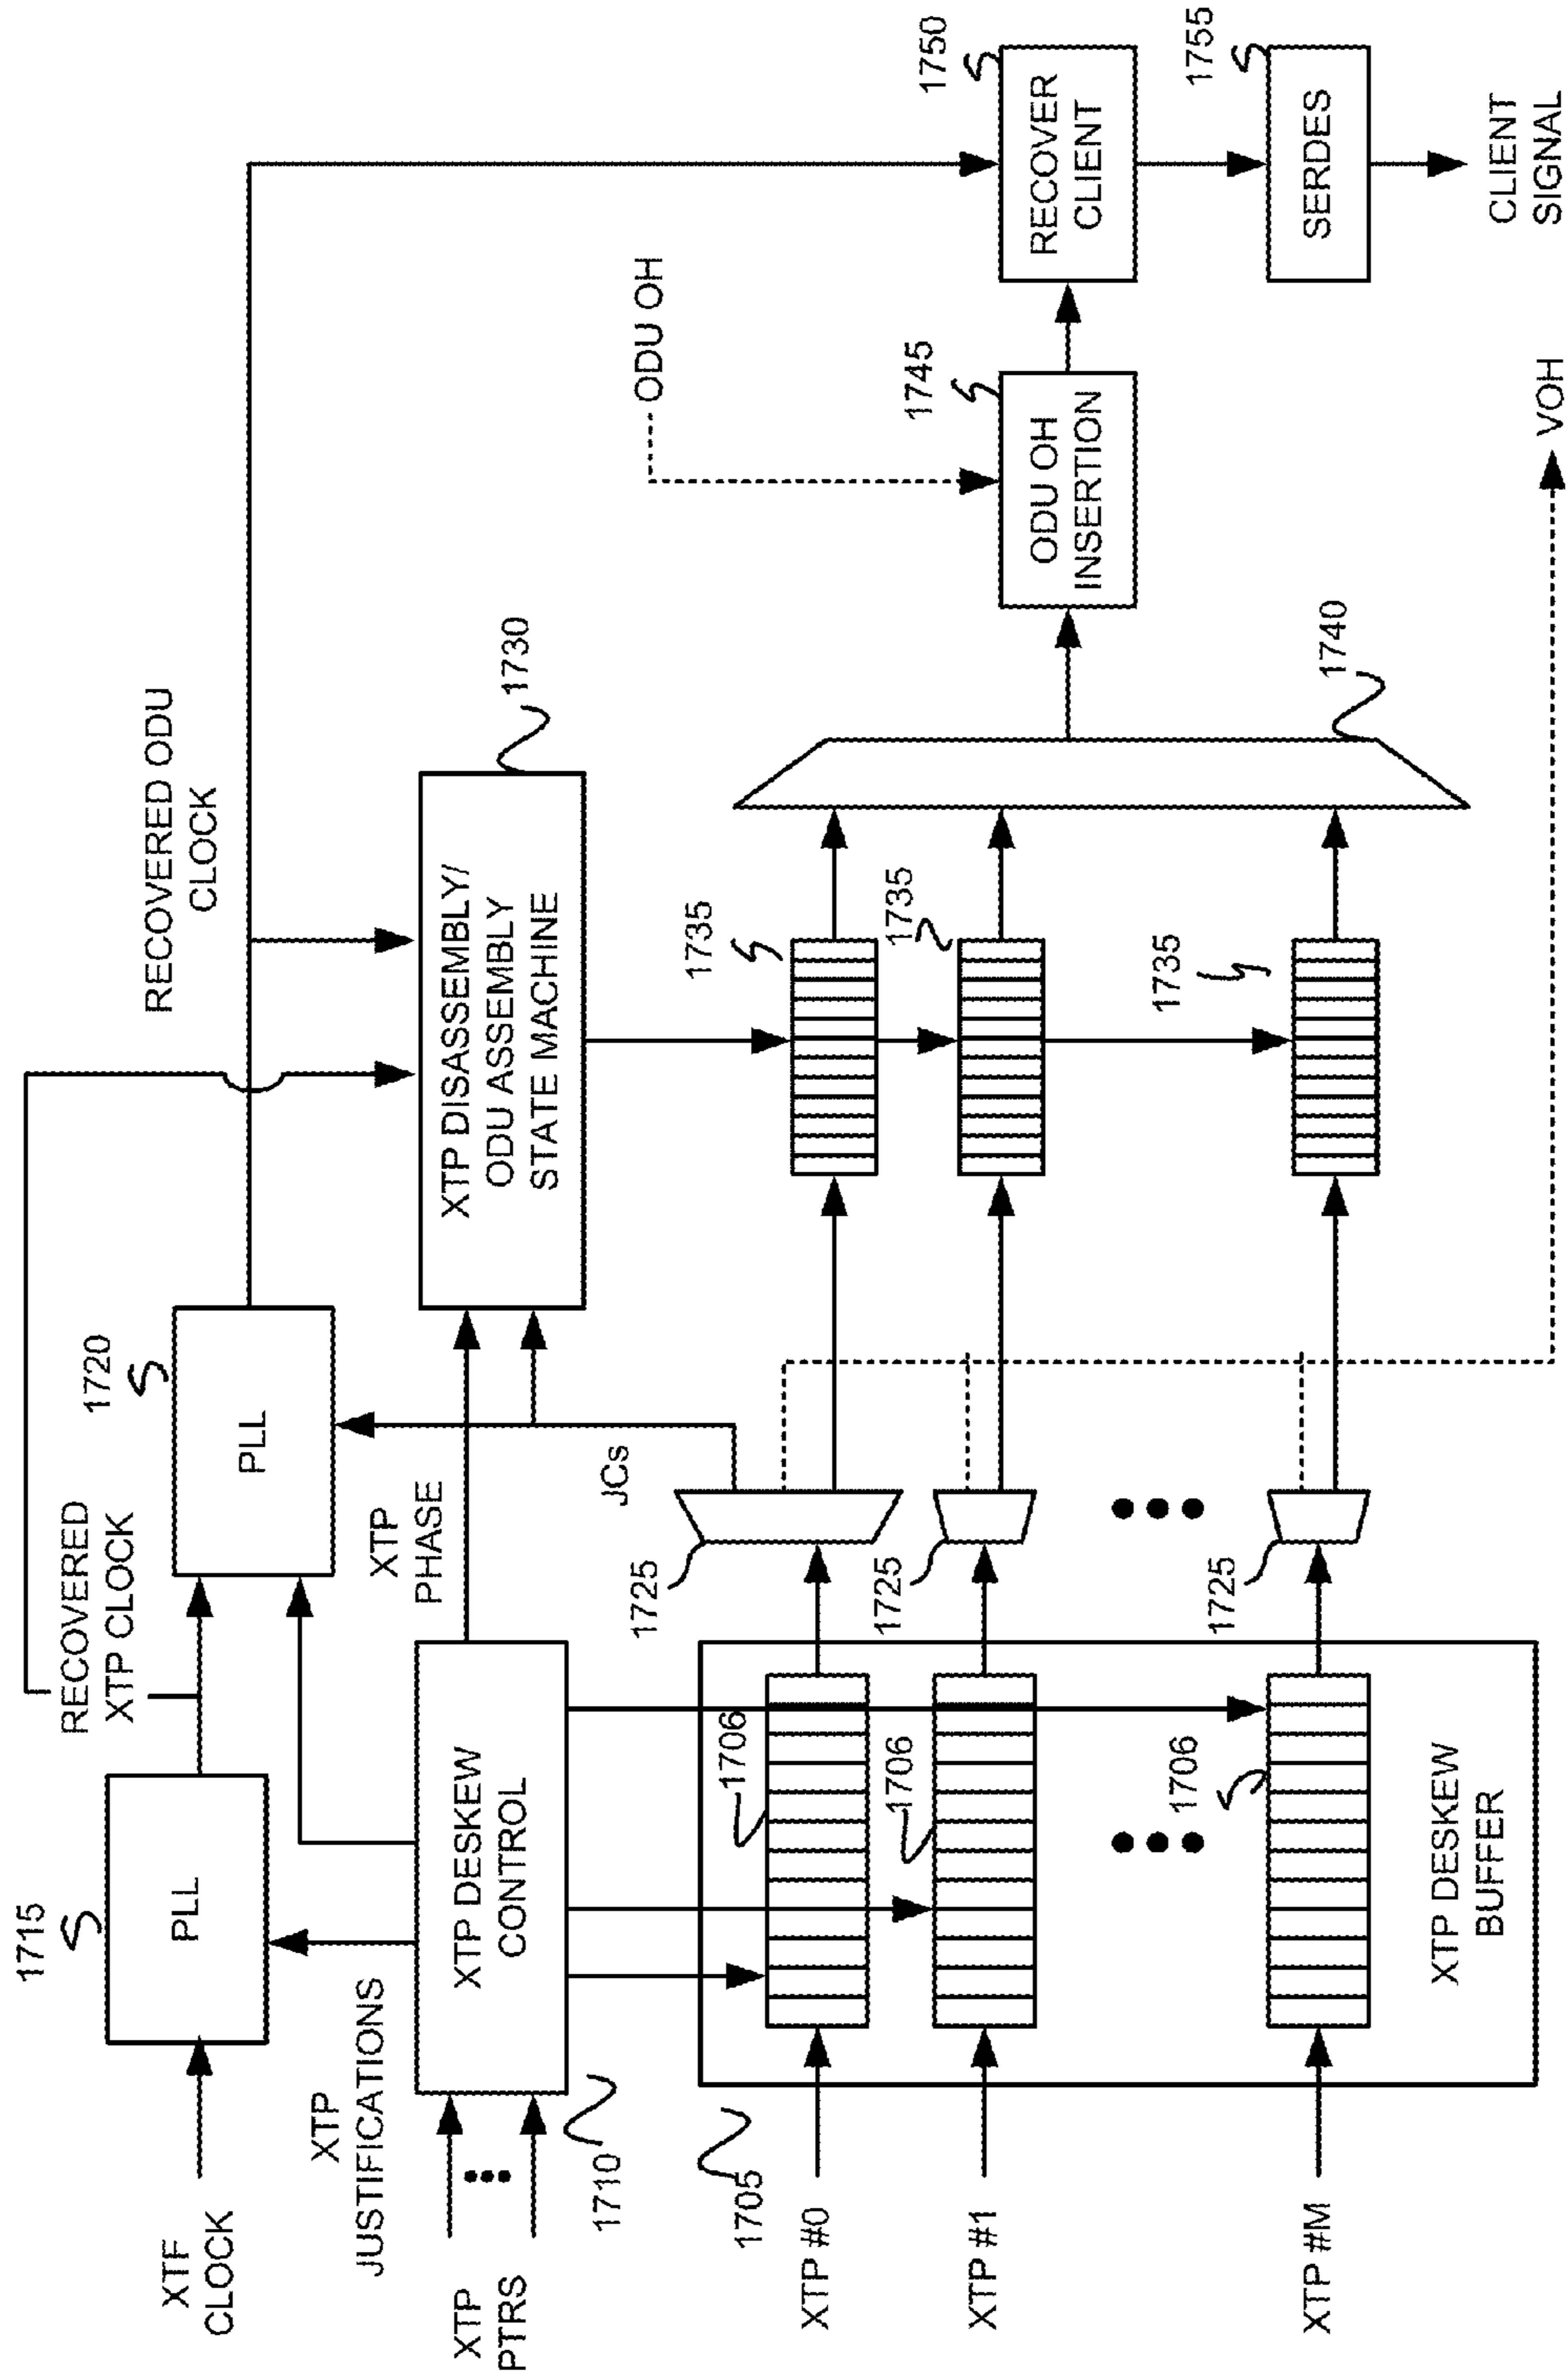 XTF
CLOCK
1715
PLL
RECOVERED
XTP CLOCK
1720
PLL
RECOVERED ODU
CLOCK
XTP
JUSTIFICATIONS
XTP
PTRS
1710
XTP DESKEW
CONTROL
XTP
PHASE
XTP DISASSEMBLY/
ODU ASSEMBLY
STATE MACHINE
1730
JCs
1705
XTP #0
1706
1725
1735
XTP #1
1706
1725
1735
XTP #M
1706
1725
1735
XTP DESKEW
BUFFER
1740
ODU OH
1745
ODU OH
INSERTION
1750
RECOVER
CLIENT
1755
SERDES
CLIENT
SIGNAL
VOH